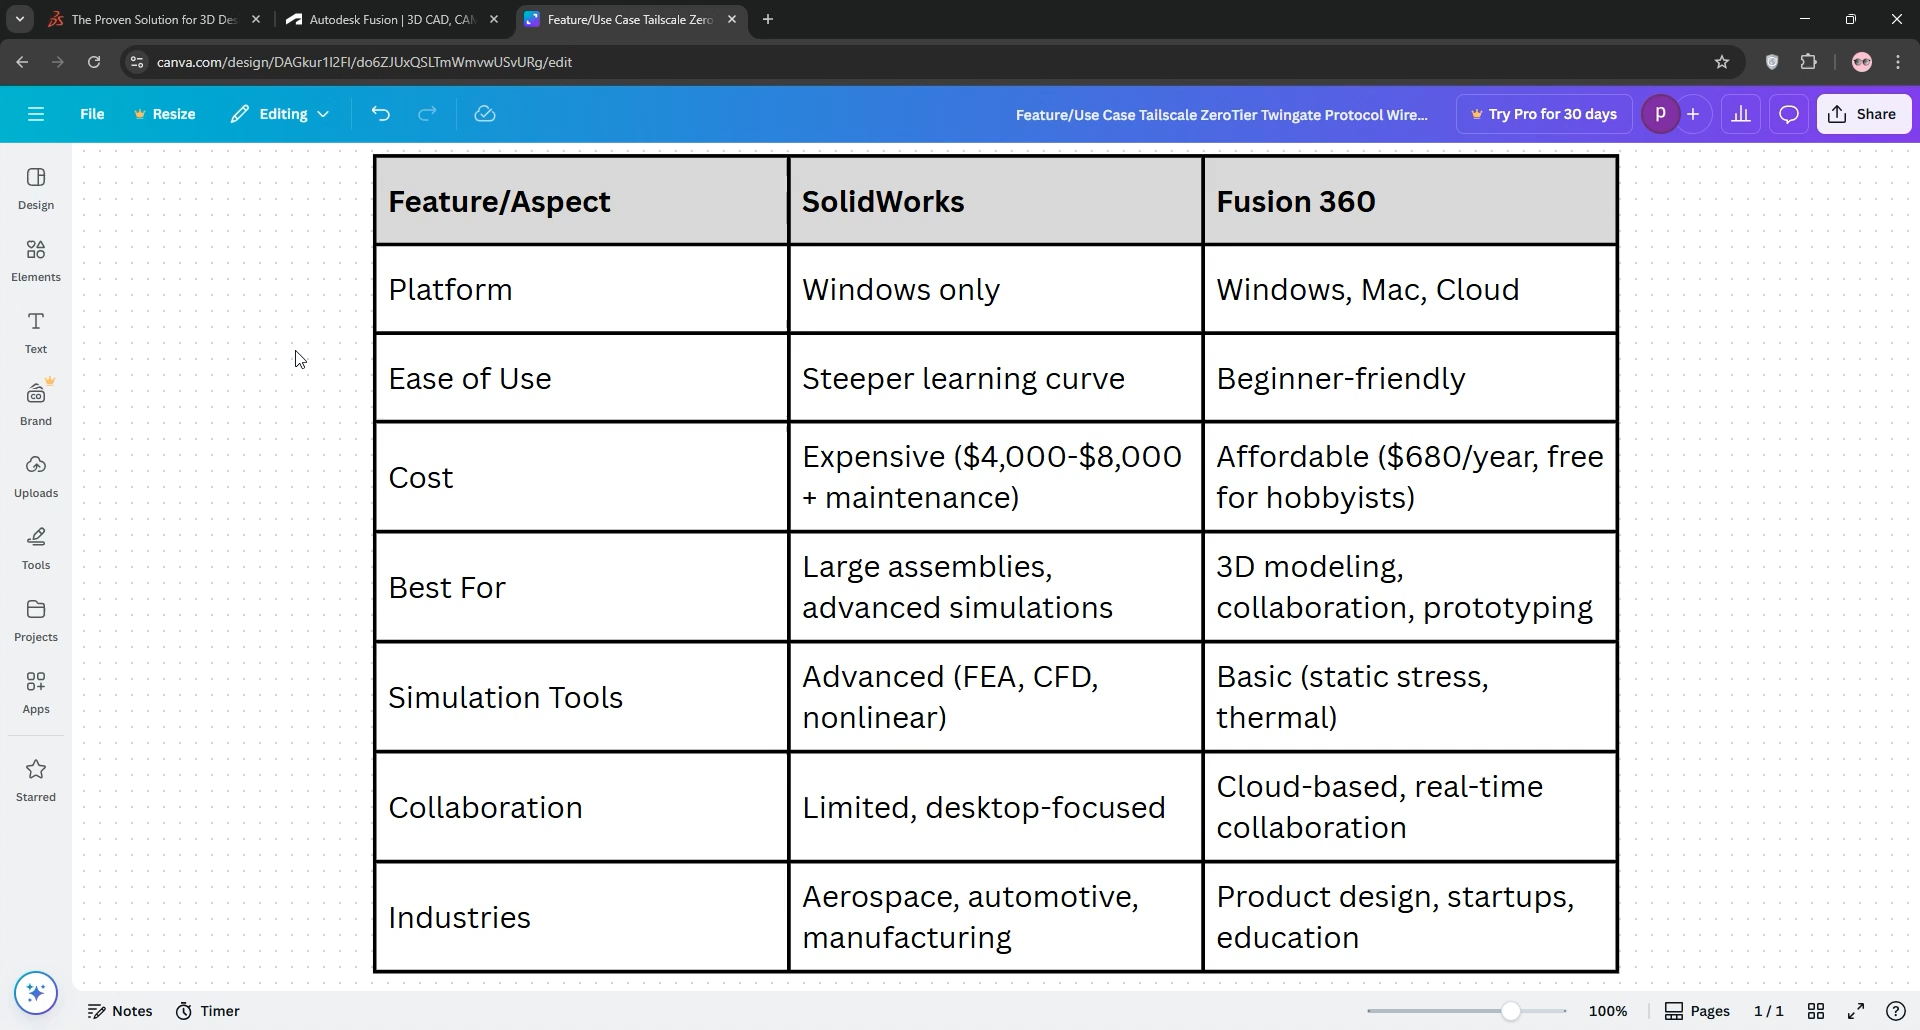 The Proven Solution for 3D Des
Autodesk Fusion | 3D CAD, CAM
Feature/Use Case Tailscale Zero
canva.com/design/DAGkur1I2FI/do6ZJUxQSLTmWmvwUSvURg/edit
File
Resize
Editing
Feature/Use Case Tailscale ZeroTier Twingate Protocol Wire...
Try Pro for 30 days
P
Share
Design
Elements
Text
Brand
Uploads
Tools
Projects
Apps
Starred
Feature/Aspect
SolidWorks
Fusion 360
Platform
Windows only
Windows, Mac, Cloud
Ease of Use
Steeper learning curve
Beginner-friendly
Cost
Expensive ($4,000-$8,000
+ maintenance)
Affordable ($680/year, free
for hobbyists)
Best For
Large assemblies,
advanced simulations
3D modeling,
collaboration, prototyping
Simulation Tools
Advanced (FEA, CFD,
nonlinear)
Basic (static stress,
thermal)
Collaboration
Limited, desktop-focused
Cloud-based, real-time
collaboration
Industries
Aerospace, automotive,
manufacturing
Product design, startups,
education
Notes
Timer
100%
Pages
1 / 1